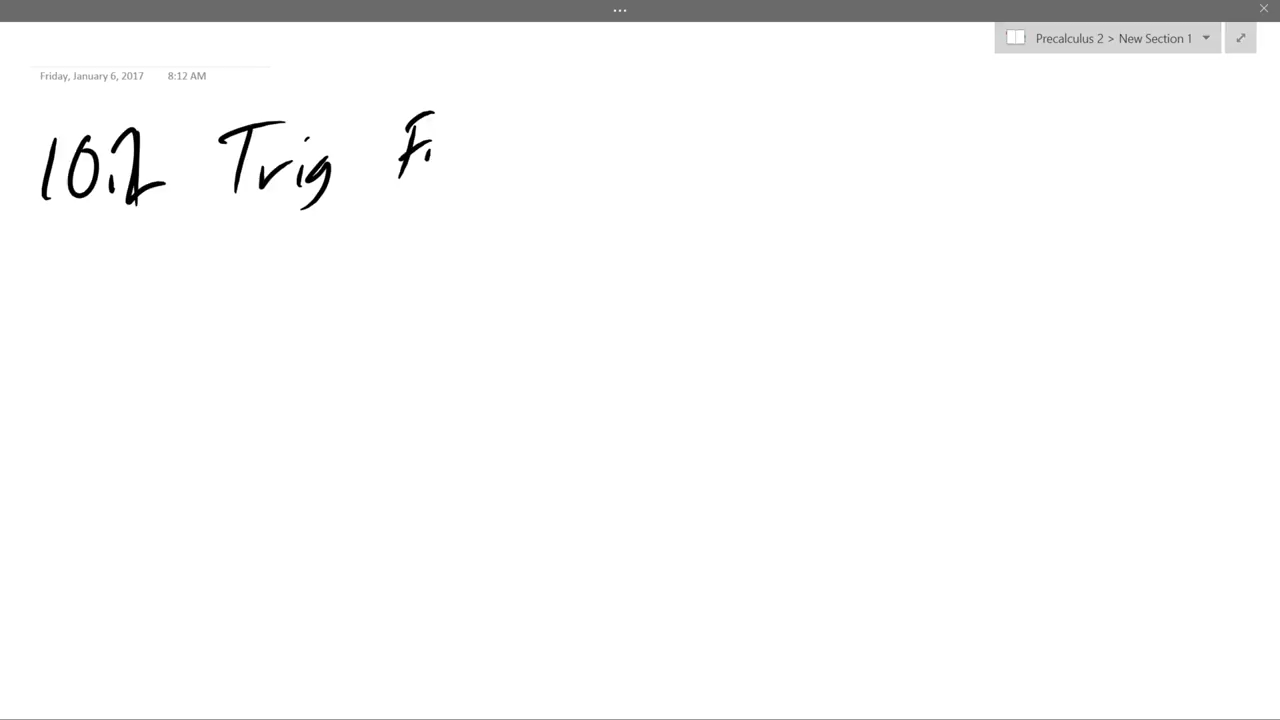 Precalculus 2 > New Section 1
Friday, January 6, 2017 8:12 AM
10.2 Trig F